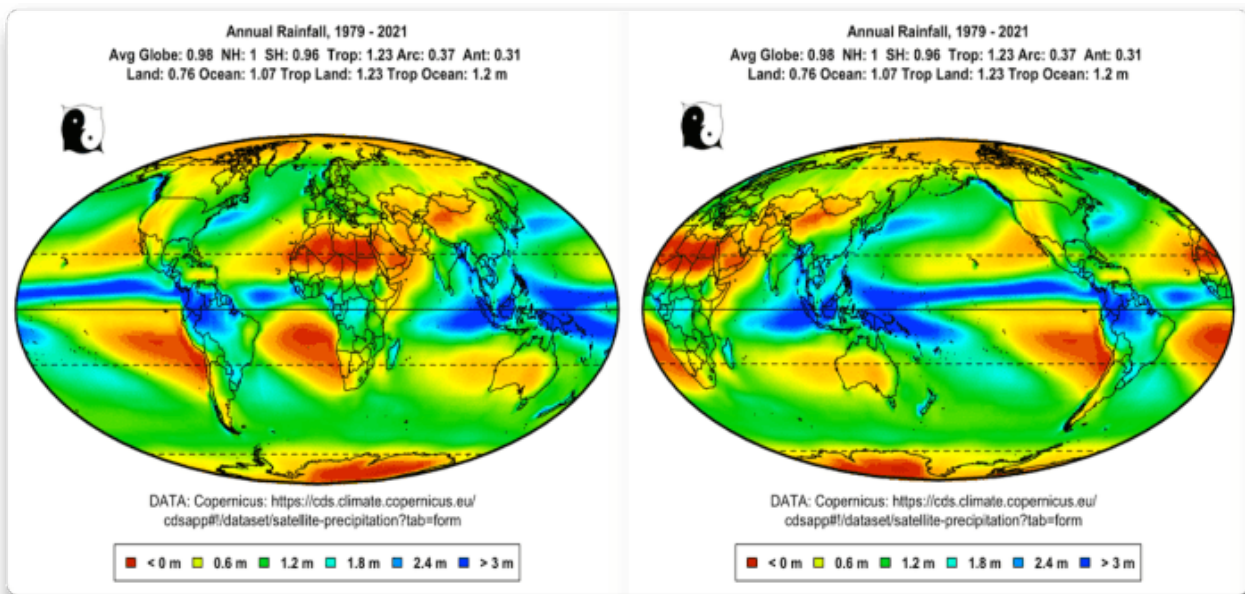 Annual Rainfall, 1979 - 2021
Avg Globe: 0.98 NH: 1 SH: 0.96 Trop: 1.23 Arc: 0.37 Ant: 0.31
Land: 0.76 Ocean: 1.07 Trop Land: 1.23 Trop Ocean: 1.2 m
DATA: Copernicus: https://cds.climate.copernicus.eu/
cdsapp#!/dataset/satellite-precipitation?tab=form
< 0 m 0.6 m 1.2 m 1.8 m 2.4 m > 3 m
Annual Rainfall, 1979 - 2021
Avg Globe: 0.98 NH: 1 SH: 0.96 Trop: 1.23 Arc: 0.37 Ant: 0.31
Land: 0.76 Ocean: 1.07 Trop Land: 1.23 Trop Ocean: 1.2 m
DATA: Copernicus: https://cds.climate.copernicus.eu/
cdsapp#!/dataset/satellite-precipitation?tab=form
< 0 m 0.6 m 1.2 m 1.8 m 2.4 m > 3 m